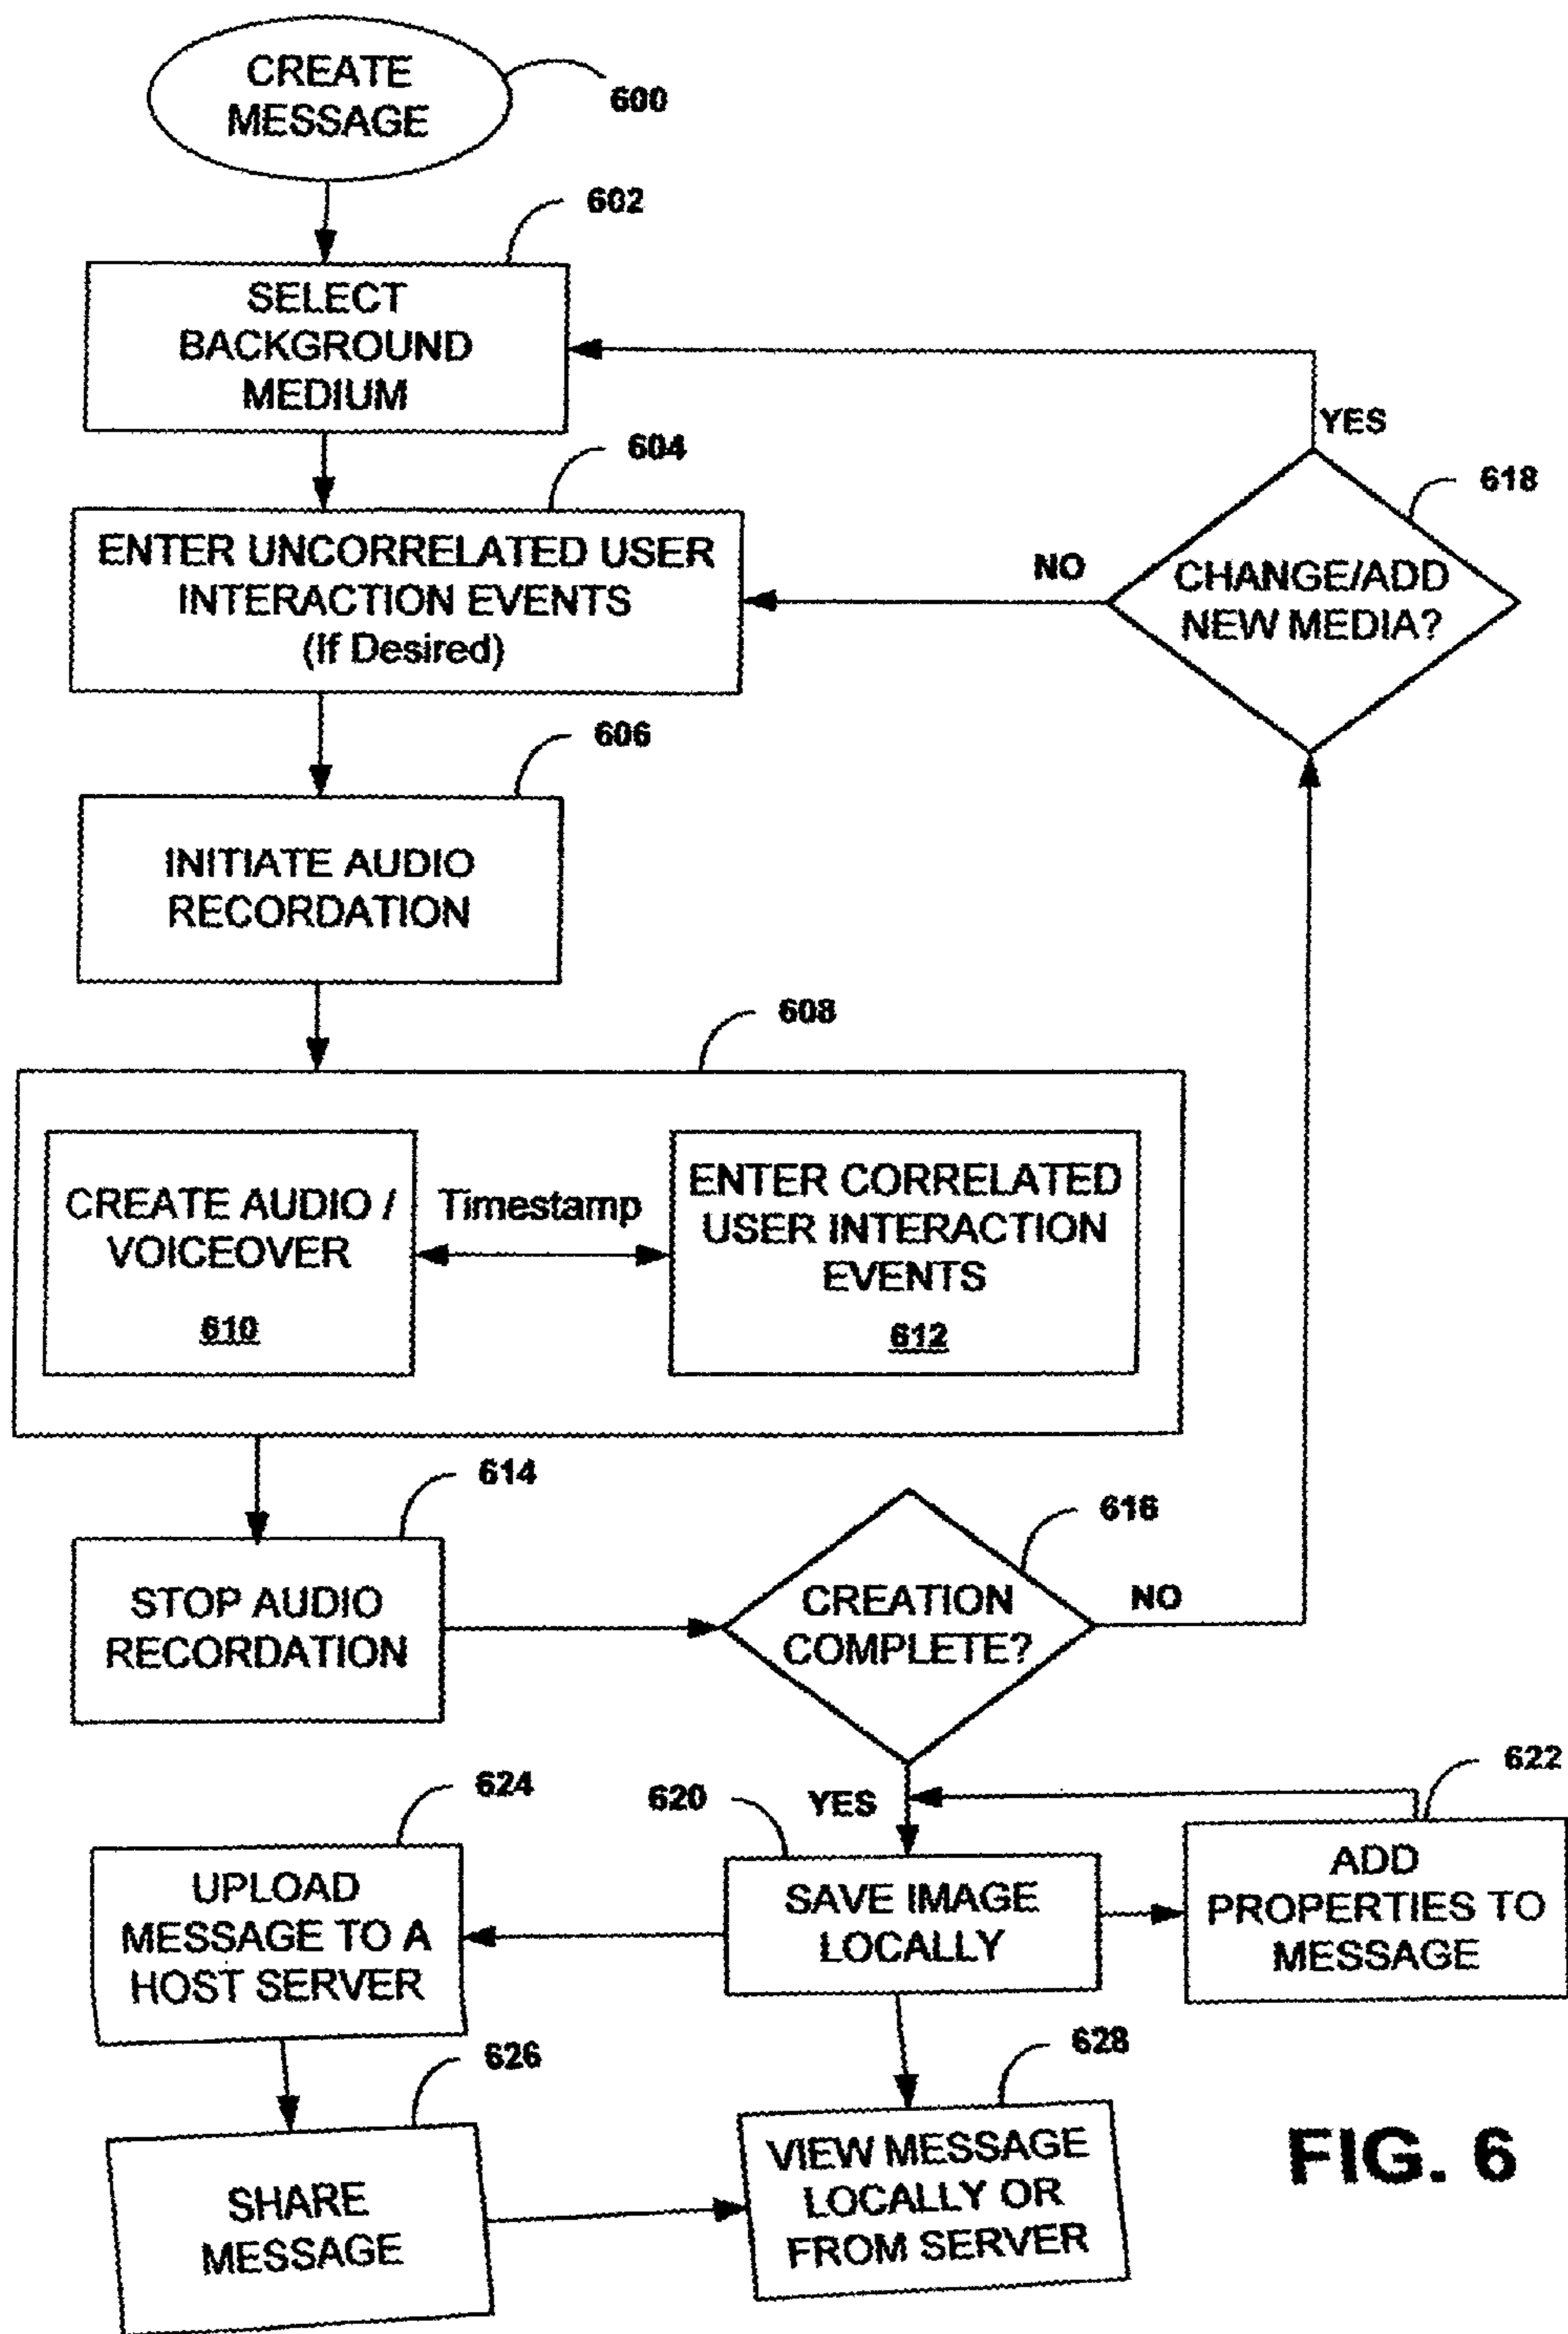 CREATE
MESSAGE
600
602
SELECT
BACKGROUND
MEDIUM
YES
604
618
ENTER UNCORRELATED USER
INTERACTION EVENTS
(If Desired)
NO
CHANGE/ADD
NEW MEDIA?
606
INITIATE AUDIO
RECORDATION
608
CREATE AUDIO /
VOICEOVER
610
Timestamp
ENTER CORRELATED
USER INTERACTION
EVENTS
612
614
STOP AUDIO
RECORDATION
616
CREATION
COMPLETE?
NO
YES
620
622
624
UPLOAD
MESSAGE TO A
HOST SERVER
SAVE IMAGE
LOCALLY
ADD
PROPERTIES TO
MESSAGE
626
628
SHARE
MESSAGE
VIEW MESSAGE
LOCALLY OR
FROM SERVER
FIG. 6